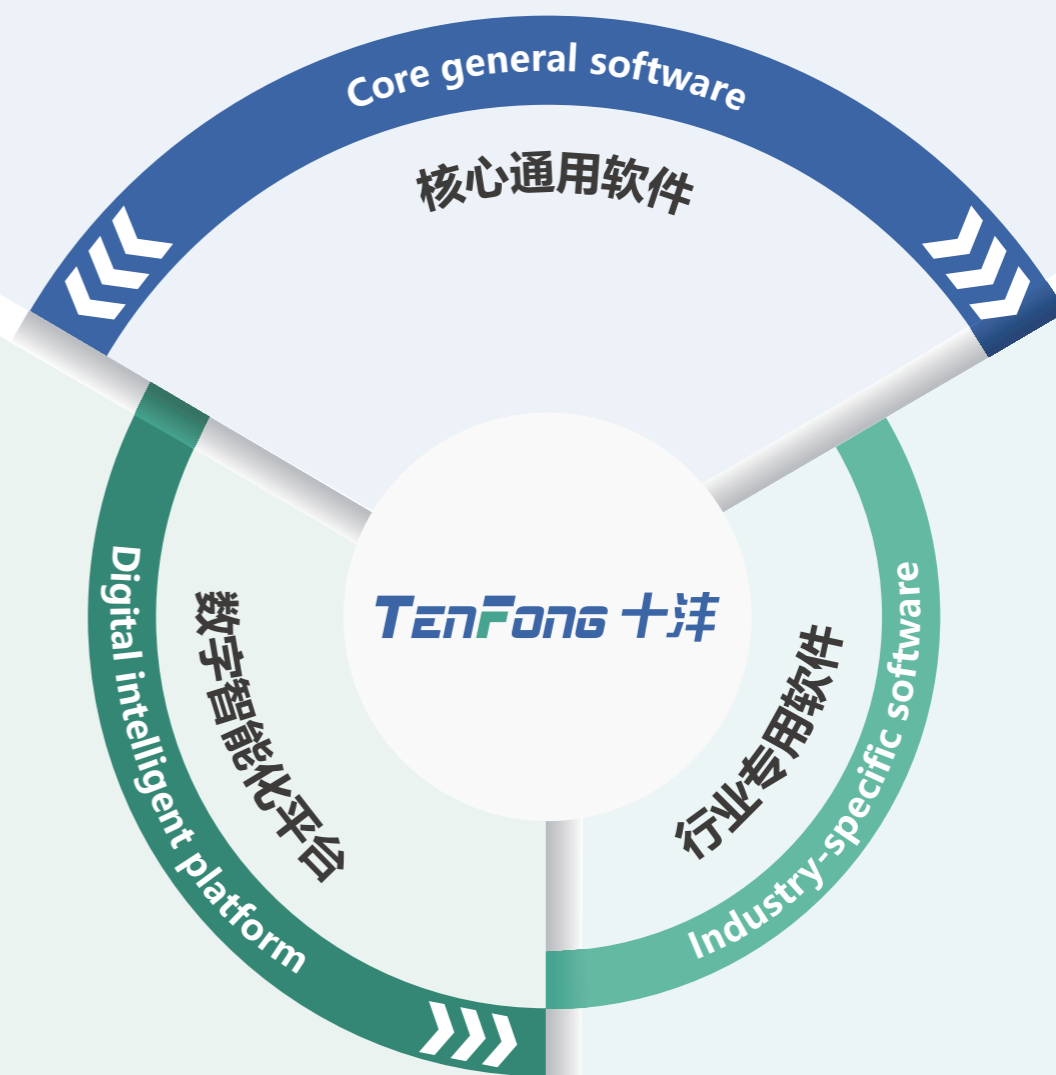 Core general software
核心通用软件
Digital intelligent platform
数字智能化平台
TENFONG 十沣
行业专用软件
Industry-specific software